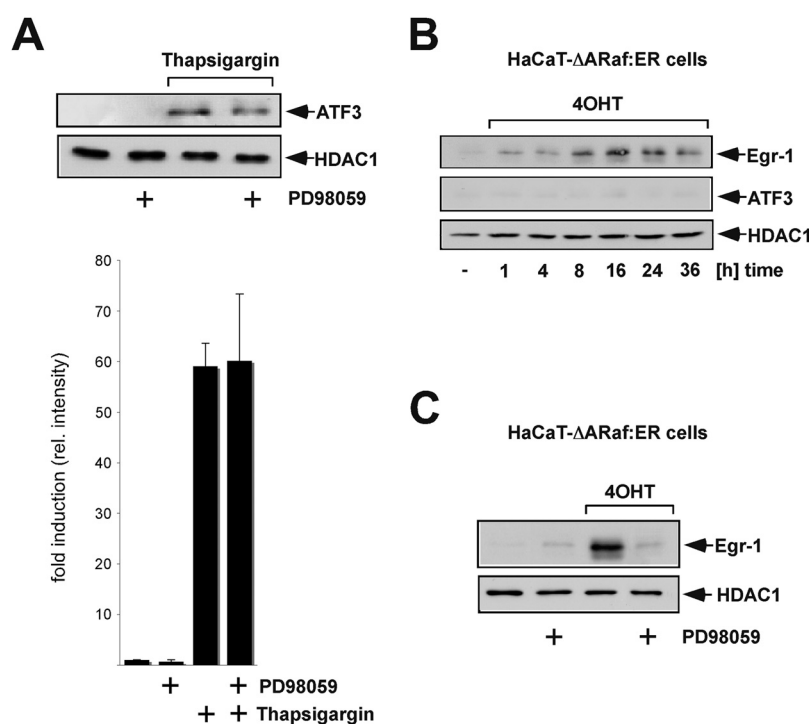 A
Thapsigargin
ATF3
HDAC1
+ + PD98059
80
70
60
50
40
30
20
10
fold induction (rel. intensity)
+ + PD98059
+ + Thapsigargin
B
HaCaT-ΔARaf:ER cells
4OHT
Egr-1
ATF3
HDAC1
- 1 4 8 16 24 36 [h] time
C
HaCaT-ΔARaf:ER cells
4OHT
Egr-1
HDAC1
+ + PD98059